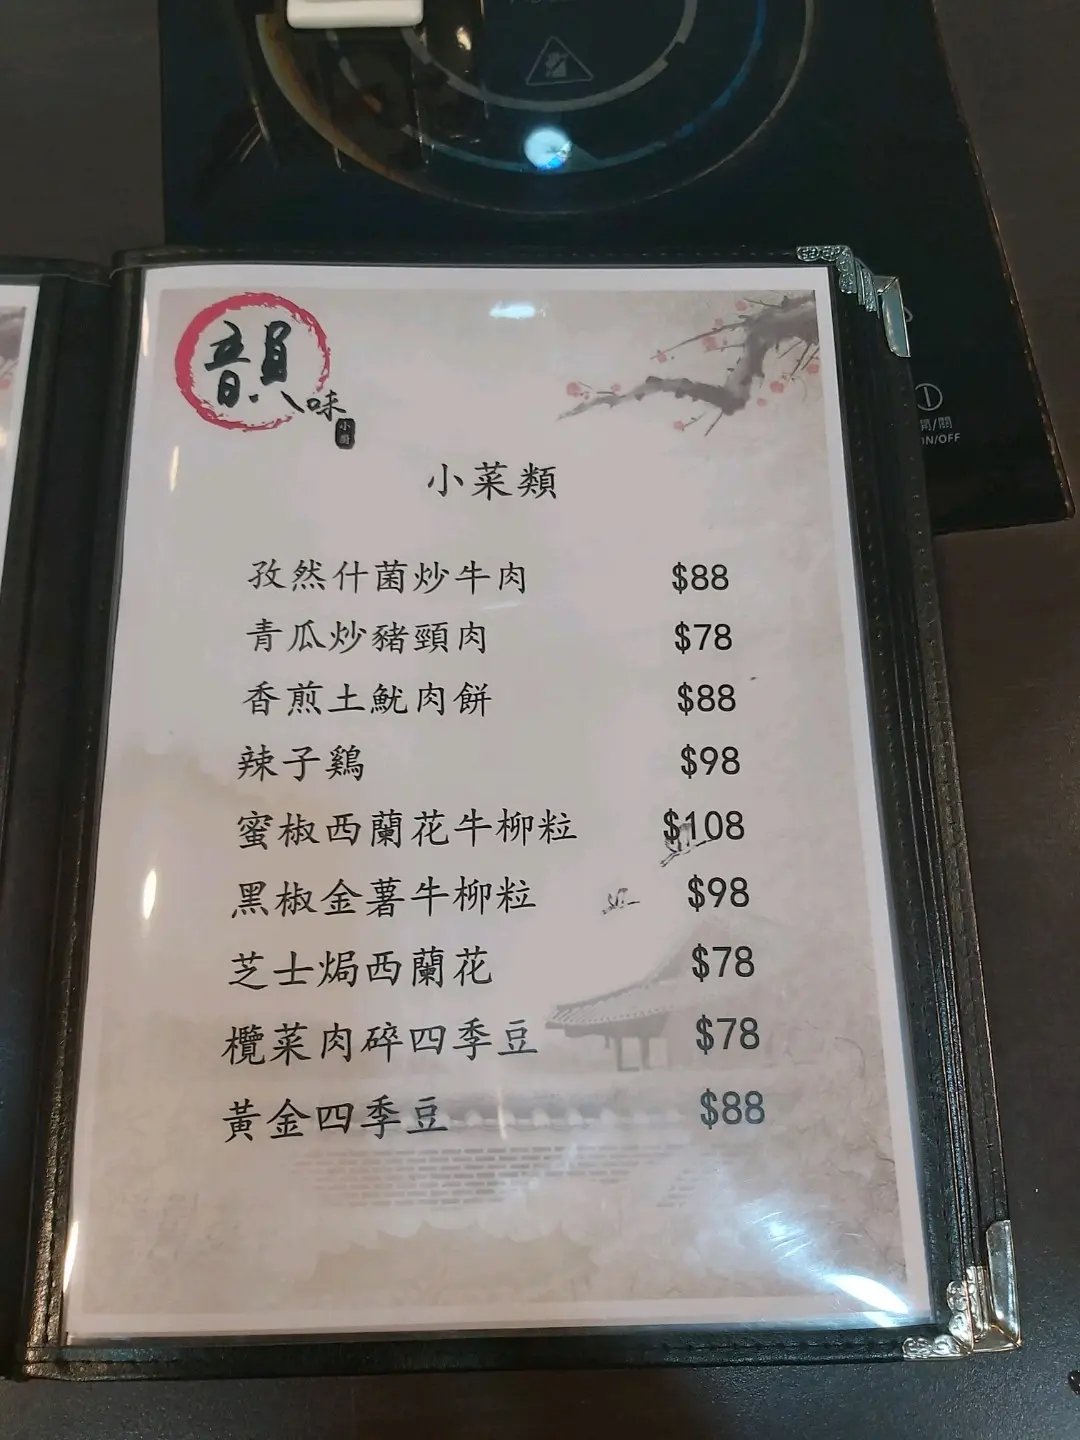 韻味
小廚
小菜類
孜然什菌炒牛肉 $88
青瓜炒豬頸肉 $78
香煎土魷肉餅 $88
辣子鷄 $98
蜜椒西蘭花牛柳粒 $108
黑椒金薯牛柳粒 $98
芝士焗西蘭花 $78
欖菜肉碎四季豆 $78
黃金四季豆 $88
開/關
ON/OFF